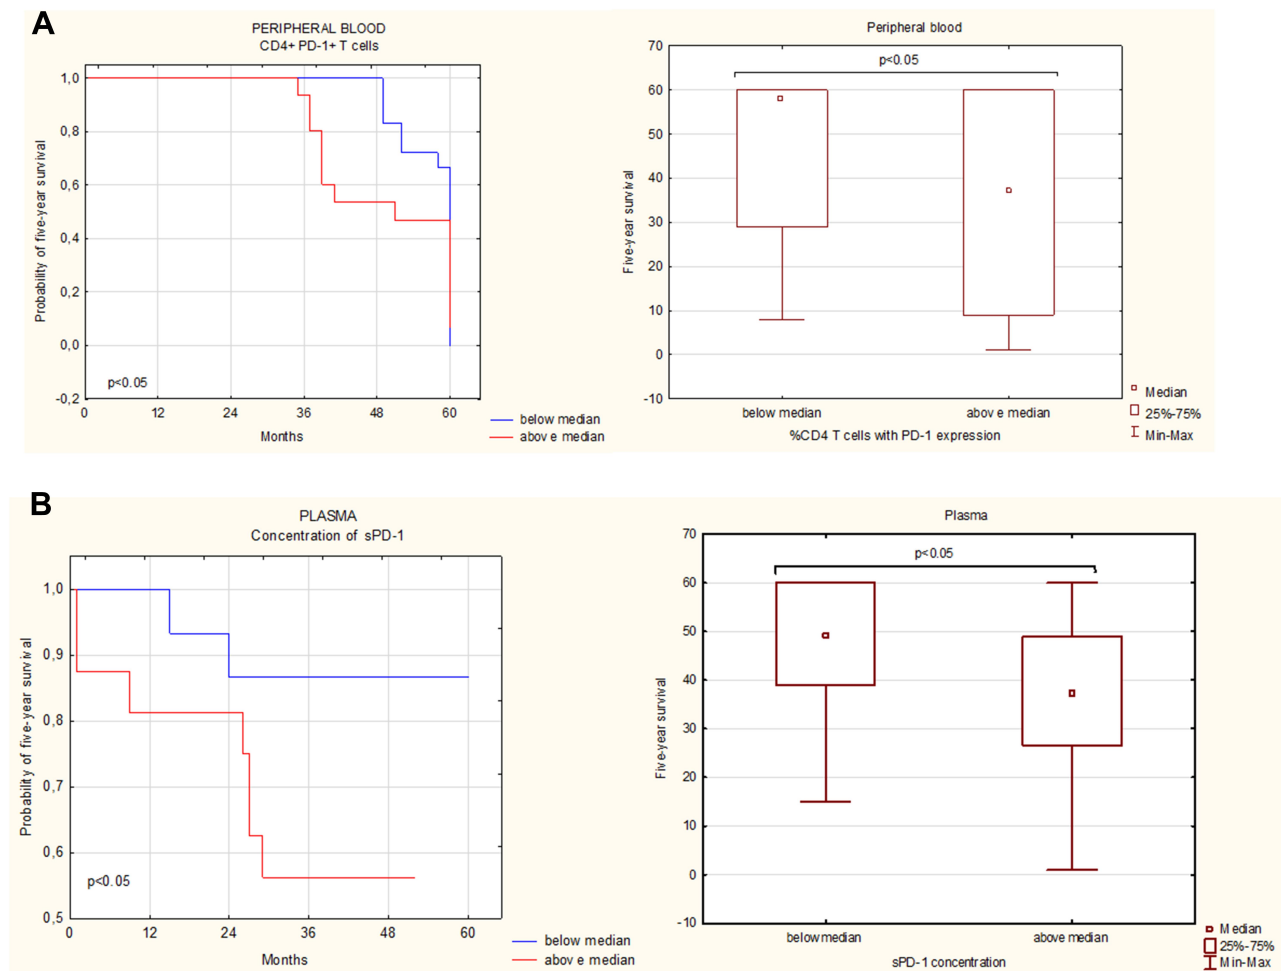 A
PERIPHERAL BLOOD
CD4+ PD-1+ T cells
Probability of five-year survival
1,0
0,8
0,6
0,4
0,2
0,0
-0,2
p<0.05
0 12 24 36 48 60
Months
below median
abov e median
Peripheral blood
Five-year survival
70
60
50
40
30
20
10
0
-10
p<0.05
below median abov e median
%CD4 T cells with PD-1 expression
Median
25%-75%
Min-Max
B
PLASMA
Concentration of sPD-1
Probability of five-year survival
1,0
0,9
0,8
0,7
0,6
0,5
p<0.05
0 12 24 36 48 60
Months
below median
abov e median
Plasma
Five-year survival
70
60
50
40
30
20
10
0
-10
p<0.05
below median above median
sPD-1 concentration
Median
25%-75%
Min-Max